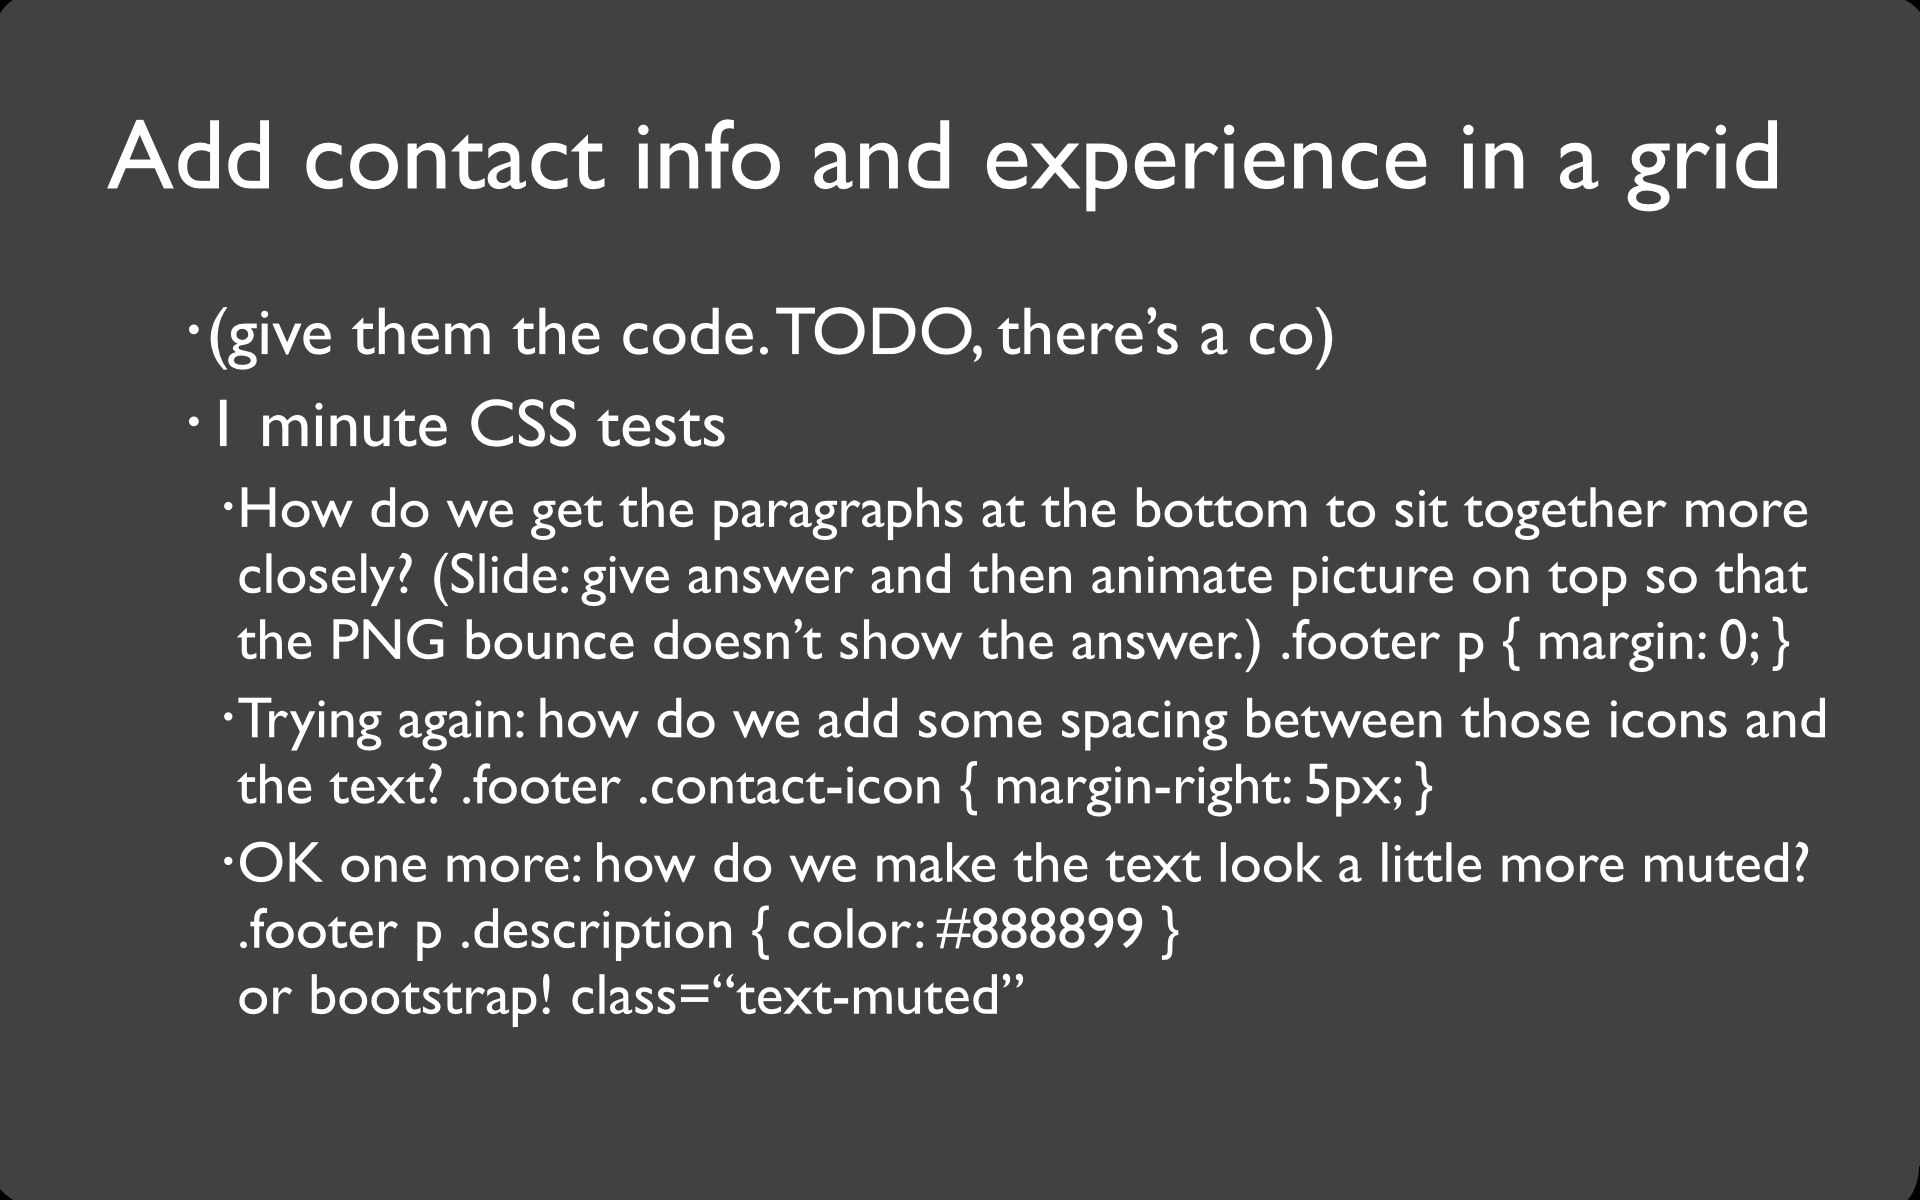 Add contact info and experience in a grid
•(give them the code. TODO, there’s a co)
•1 minute CSS tests
•How do we get the paragraphs at the bottom to sit together more
closely? (Slide: give answer and then animate picture on top so that
the PNG bounce doesn’t show the answer.) .footer p { margin: 0; }
•Trying again: how do we add some spacing between those icons and
the text? .footer .contact-icon { margin-right: 5px; }
•OK one more: how do we make the text look a little more muted?
.footer p .description { color: #888899 }
or bootstrap! class=“text-muted”